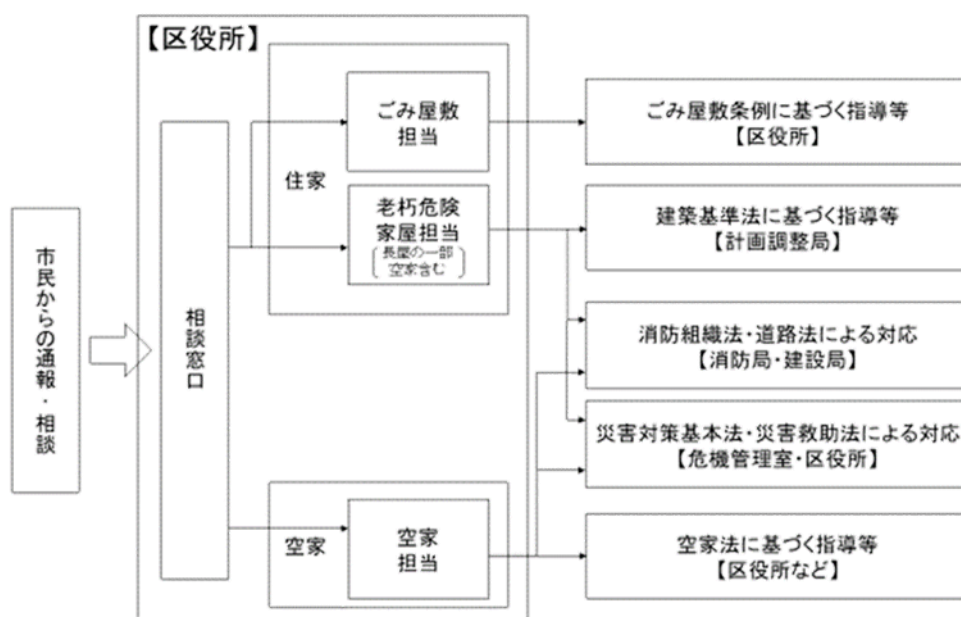 【区役所】
市民からの通報・相談
相談窓口
住家
ごみ屋敷
担当
老朽危険
家屋担当
長屋の一部
空家含む
空家
空家
担当
ごみ屋敷条例に基づく指導等
【区役所】
建築基準法に基づく指導等
【計画調整局】
消防組織法・道路法による対応
【消防局・建設局】
災害対策基本法・災害救助法による対応
【危機管理室・区役所】
空家法に基づく指導等
【区役所など】